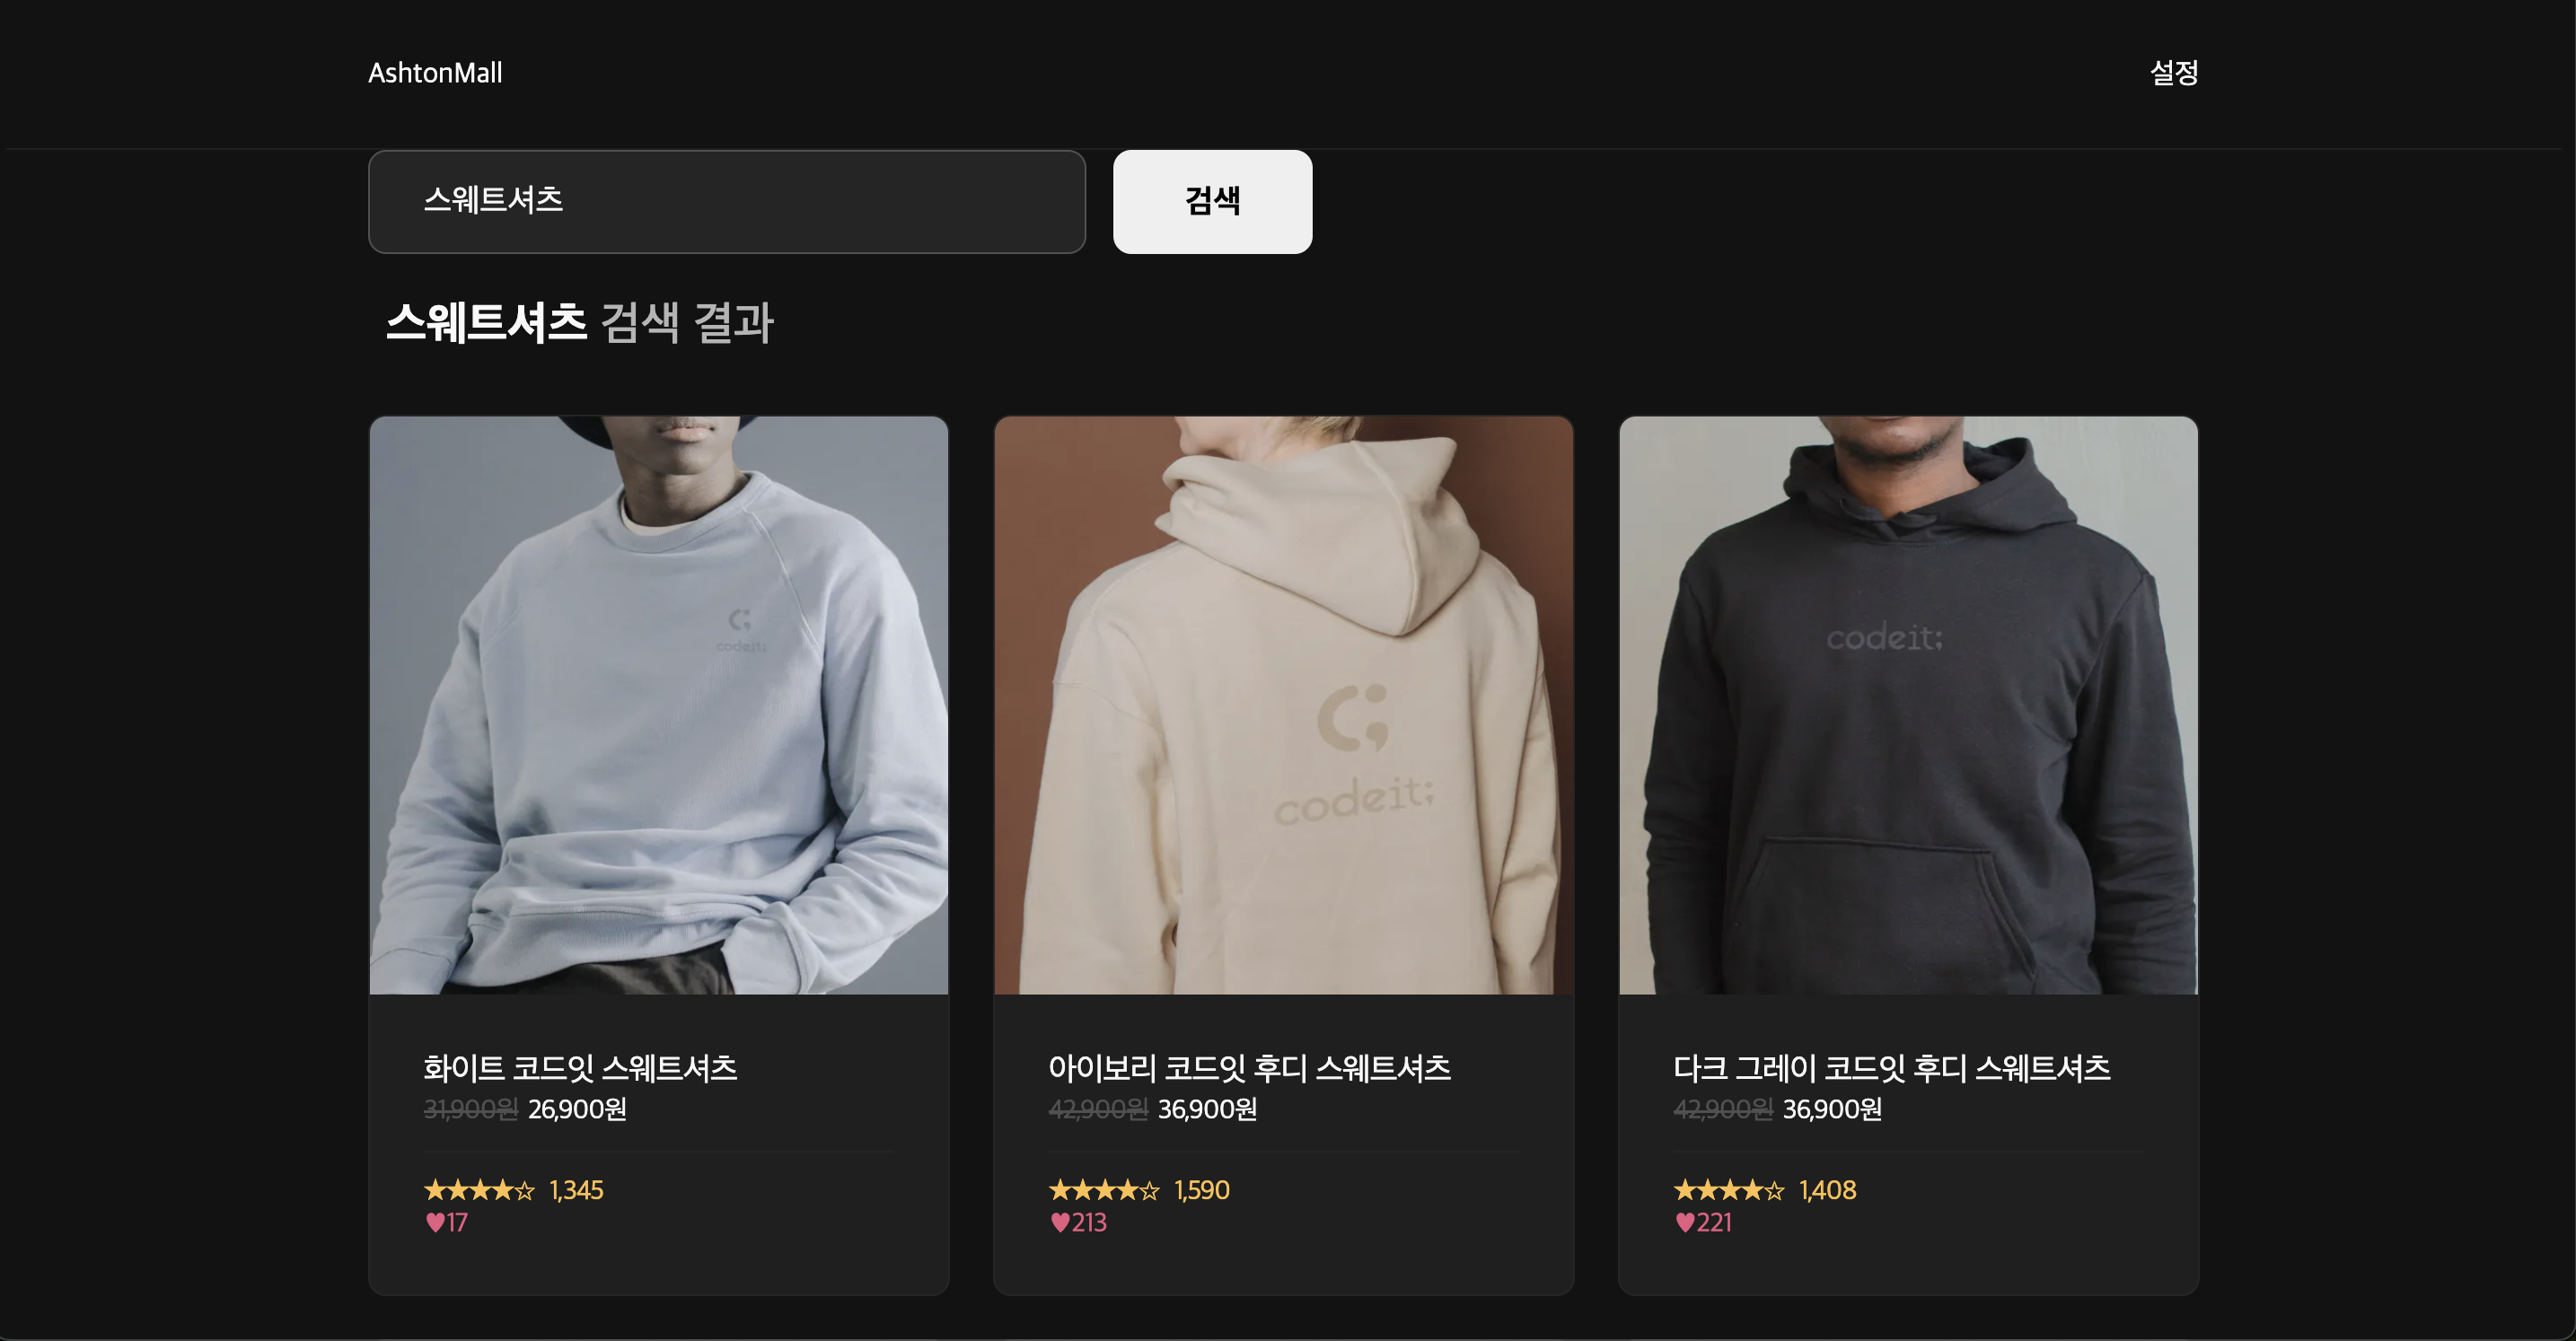 AshtonMall
설정
스웨트셔츠
검색
스웨트셔츠 검색 결과
codeit;
codeit;
codeit;
화이트 코드잇 스웨트셔츠
31,900원 26,900원
★★★★☆ 1,345
♥17
아이보리 코드잇 후디 스웨트셔츠
42,900원 36,900원
★★★★☆ 1,590
♥213
다크 그레이 코드잇 후디 스웨트셔츠
42,900원 36,900원
★★★★☆ 1,408
♥221